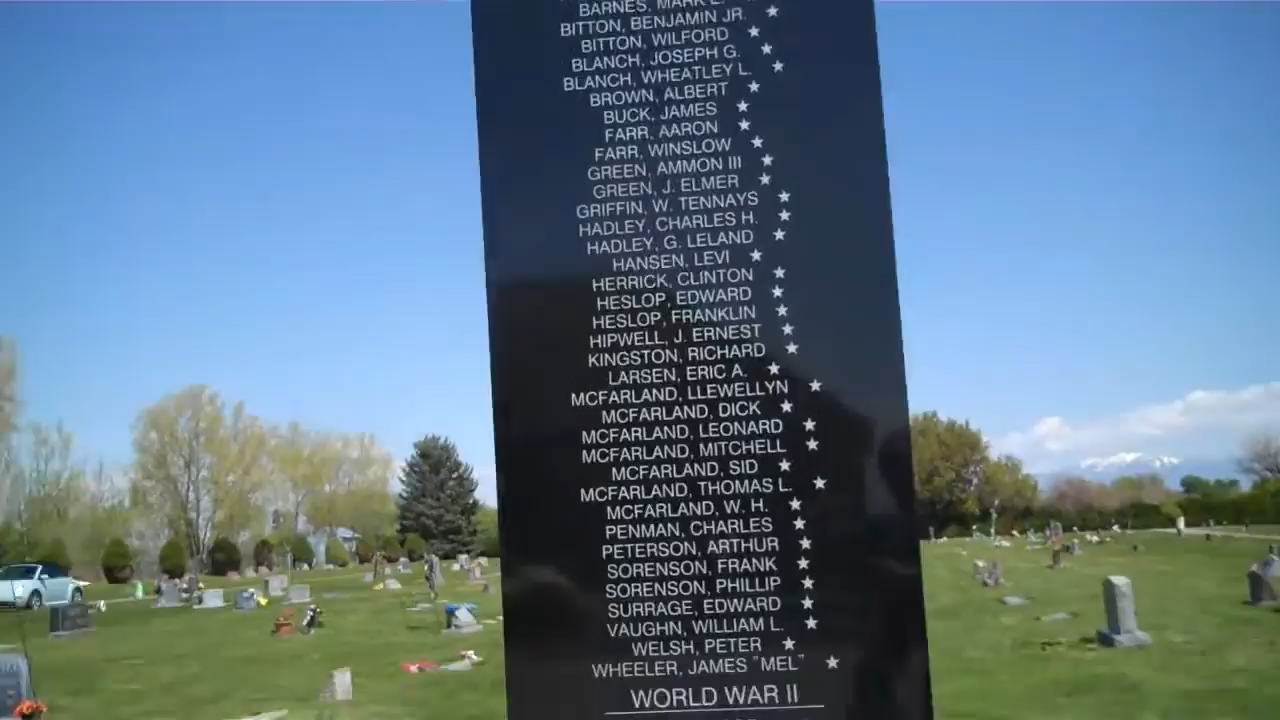 BARNES, MARK E. ★
BITTON, BENJAMIN JR. ★
BITTON, WILFORD ★
BLANCH, JOSEPH G. ★
BLANCH, WHEATLEY L. ★
BROWN, ALBERT ★
BUCK, JAMES ★
FARR, AARON ★
FARR, WINSLOW ★
GREEN, AMMON III ★
GREEN, J. ELMER ★
GRIFFIN, W. TENNAYS ★
HADLEY, CHARLES H. ★
HADLEY, G. LELAND ★
HANSEN, LEVI ★
HERRICK, CLINTON ★
HESLOP, EDWARD ★
HESLOP, FRANKLIN ★
HIPWELL, J. ERNEST ★
KINGSTON, RICHARD ★
LARSEN, ERIC A. ★
MCFARLAND, LLEWELLYN ★
MCFARLAND, DICK ★
MCFARLAND, LEONARD ★
MCFARLAND, MITCHELL ★
MCFARLAND, SID ★
MCFARLAND, THOMAS L. ★
MCFARLAND, W. H. ★
PENMAN, CHARLES ★
PETERSON, ARTHUR ★
SORENSON, FRANK ★
SORENSON, PHILLIP ★
SURRAGE, EDWARD ★
VAUGHN, WILLIAM L. ★
WELSH, PETER ★
WHEELER, JAMES "MEL" ★
WORLD WAR II